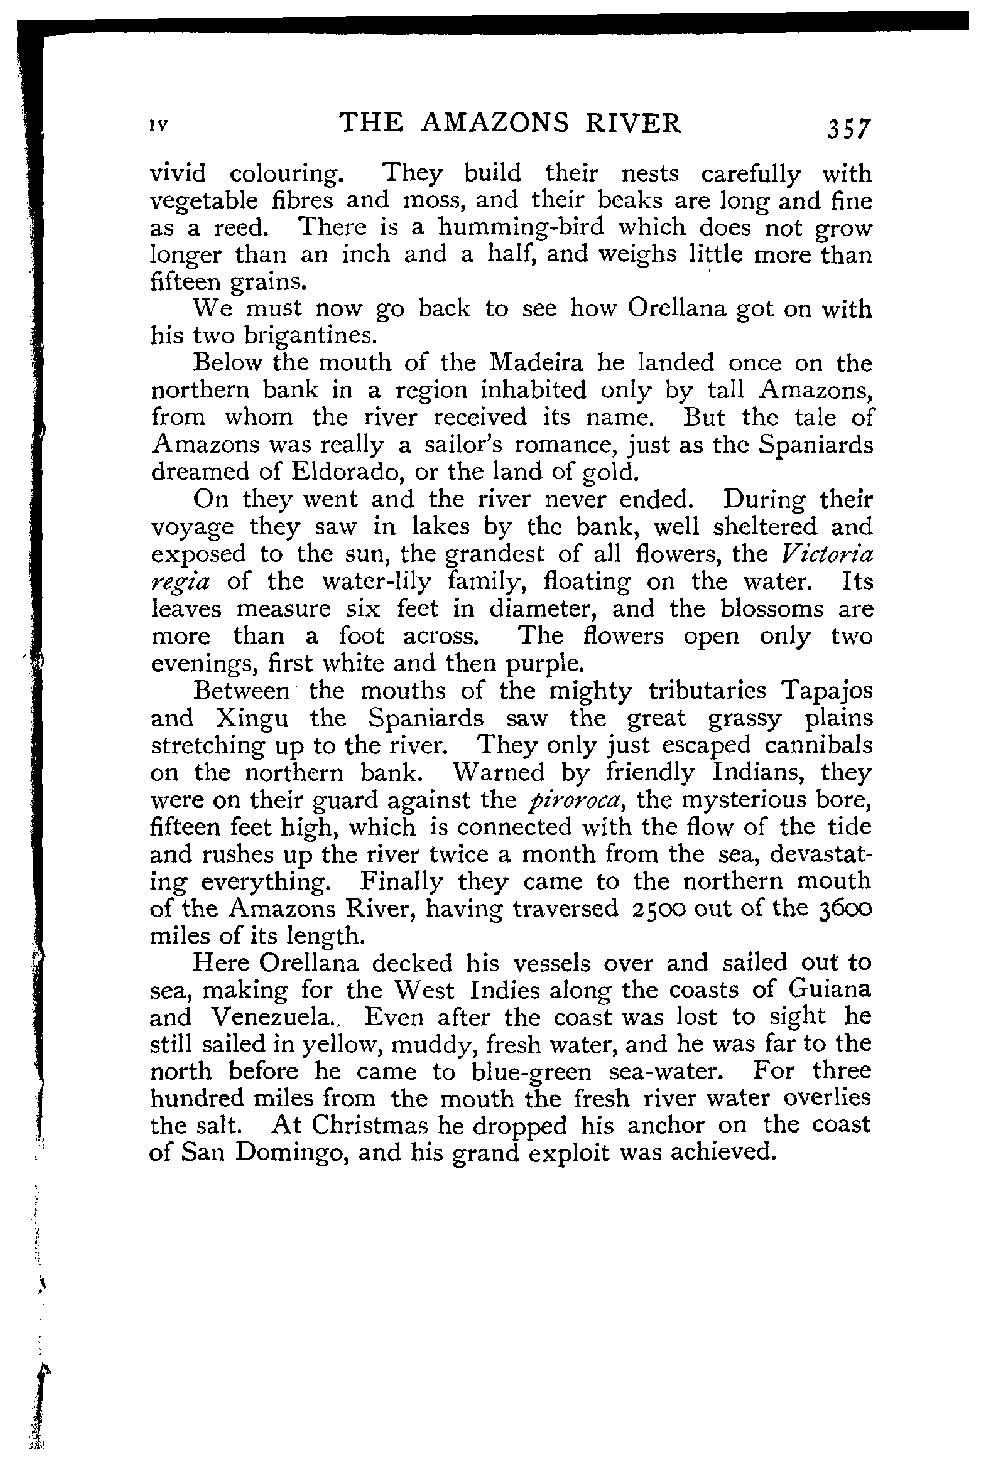 IV THE AMAZONS RIVER 357
vivid colouring. They build their nests carefully with
vegetable fibres and moss, and their beaks are long and fine
as a reed. There is a humming-bird which does not grow
longer than an inch and a half, and weighs little more than
fifteen grains.
We must now go back to see how Orellana got on with
his two brigantines.
Below the mouth of the Madeira he landed once on the
northern bank in a region inhabited only by tall Amazons,
from whom the river received its name. But the tale of
Amazons was really a sailor's romance, just as the Spaniards
dreamed of Eldorado, or the land of gold.
On they went and the river never ended. During their
voyage they saw in lakes by the bank, well sheltered and
exposed to the sun, the grandest of all flowers, the Victoria
regia of the water-lily family, floating on the water. Its
leaves measure six feet in diameter, and the blossoms are
more than a foot across. The flowers open only two
evenings, first white and then purple.
Between the mouths of the mighty tributaries Tapajos
and Xingu the Spaniards saw the great grassy plains
stretching up to the river. They only just escaped cannibals
on the northern bank. Warned by friendly Indians, they
were on their guard against the piroroca, the mysterious bore,
fifteen feet high, which is connected with the flow of the tide
and rushes up the river twice a month from the sea, devastat-
ing everything. Finally they came to the northern mouth
of the Amazons River, having traversed 2500 out of the 3600
miles of its length.
Here Orellana decked his vessels over and sailed out to
sea, making for the West Indies along the coasts of Guiana
and Venezuela. Even after the coast was lost to sight he
still sailed in yellow, muddy, fresh water, and he was far to the
north before he came to blue-green sea-water. For three
hundred miles from the mouth the fresh river water overlies
the salt. At Christmas he dropped his anchor on the coast
of San Domingo, and his grand exploit was achieved.